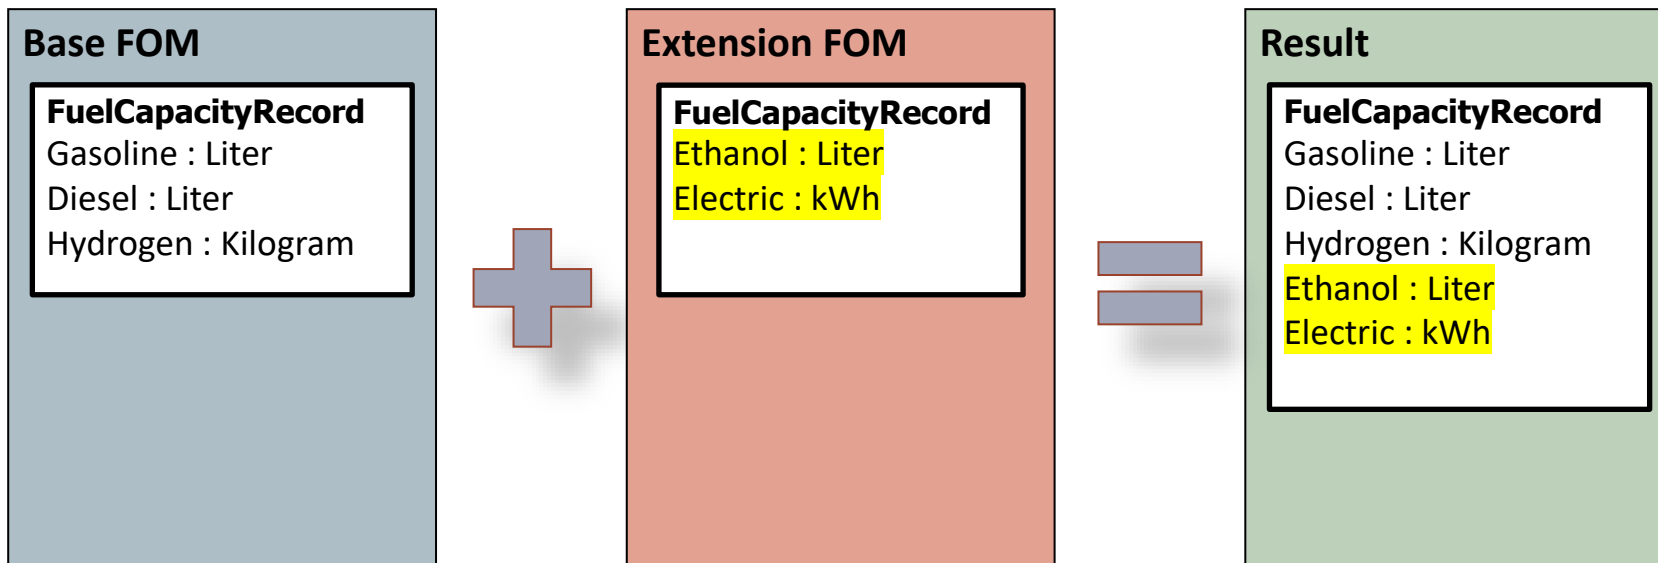 Base FOM
FuelCapacityRecord
Gasoline : Liter
Diesel : Liter
Hydrogen : Kilogram
Extension FOM
FuelCapacityRecord
Ethanol : Liter
Electric : kWh
Result
FuelCapacityRecord
Gasoline : Liter
Diesel : Liter
Hydrogen : Kilogram
Ethanol : Liter
Electric : kWh